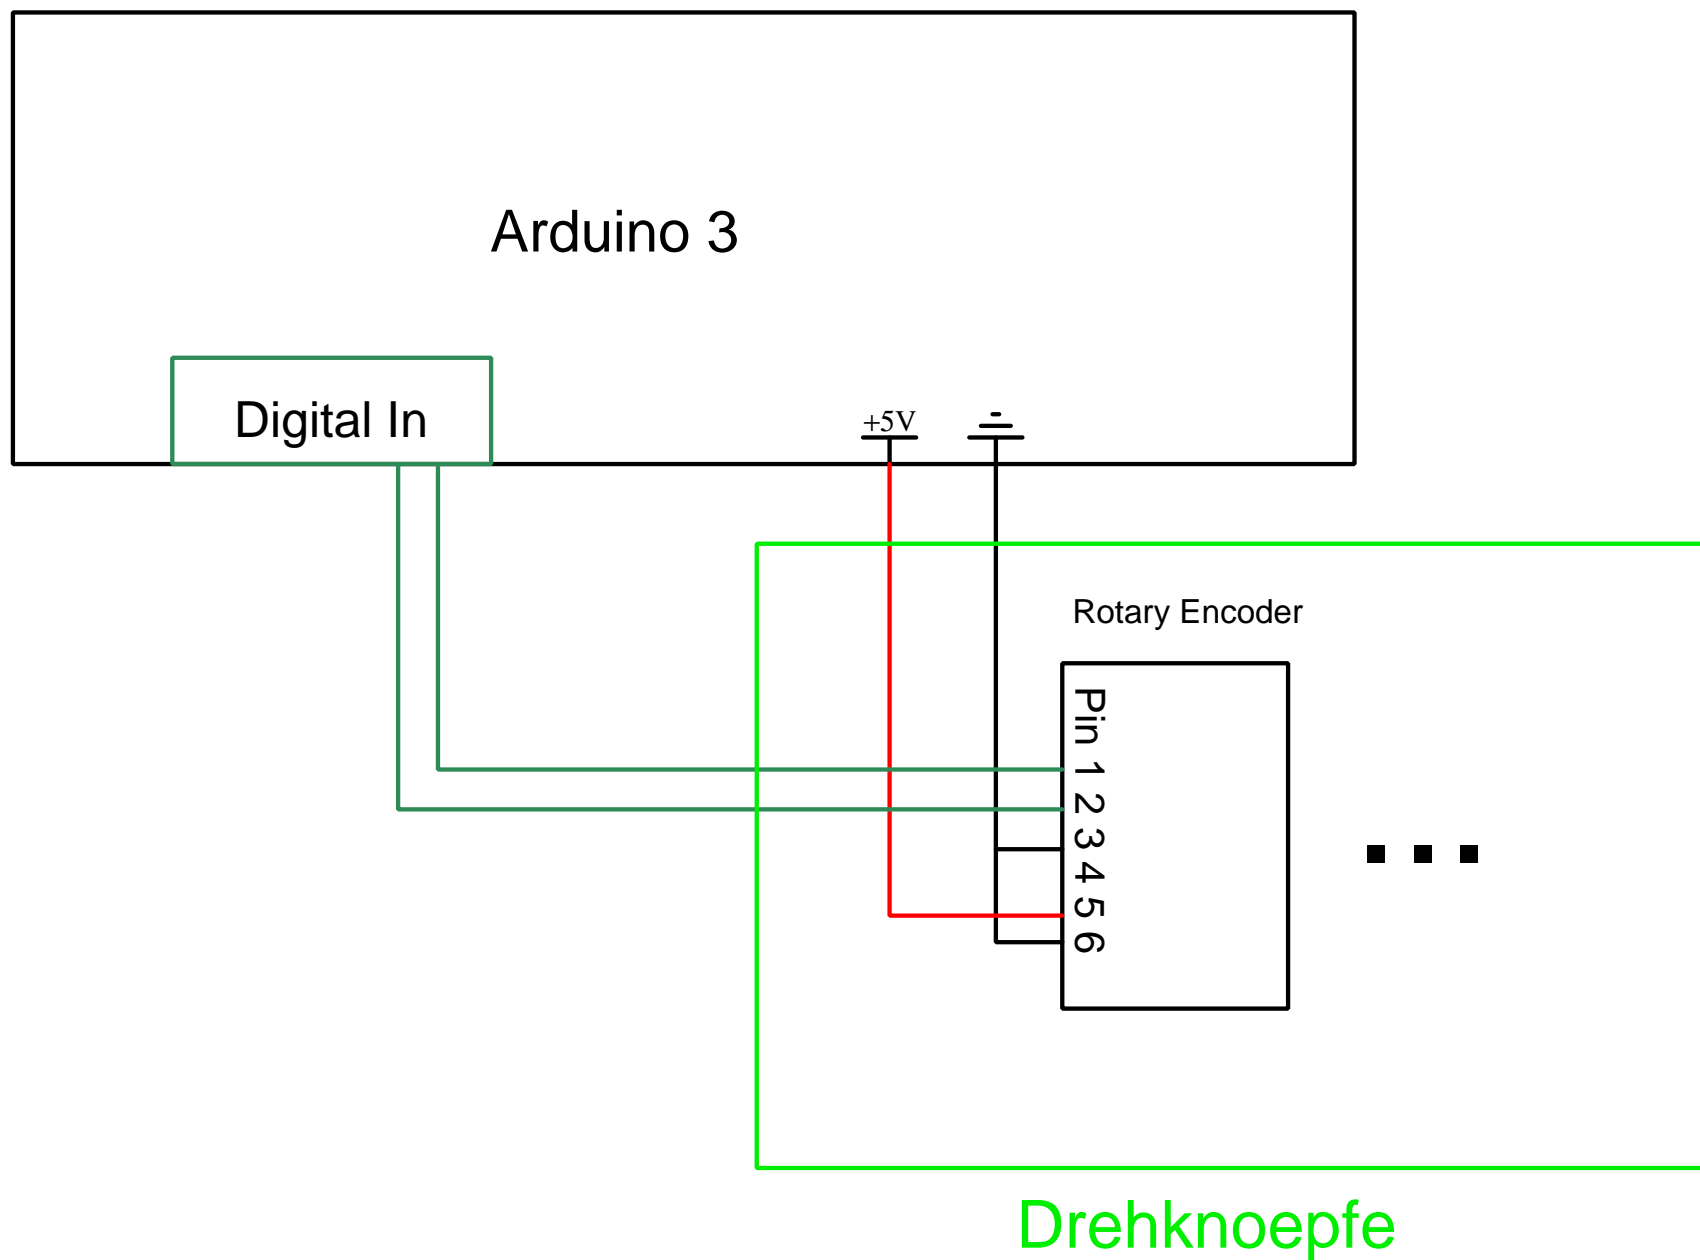 Arduino 3
Digital In
+5V
Rotary Encoder
Pin 1 2 3 4 5 6
Drehknoepfe